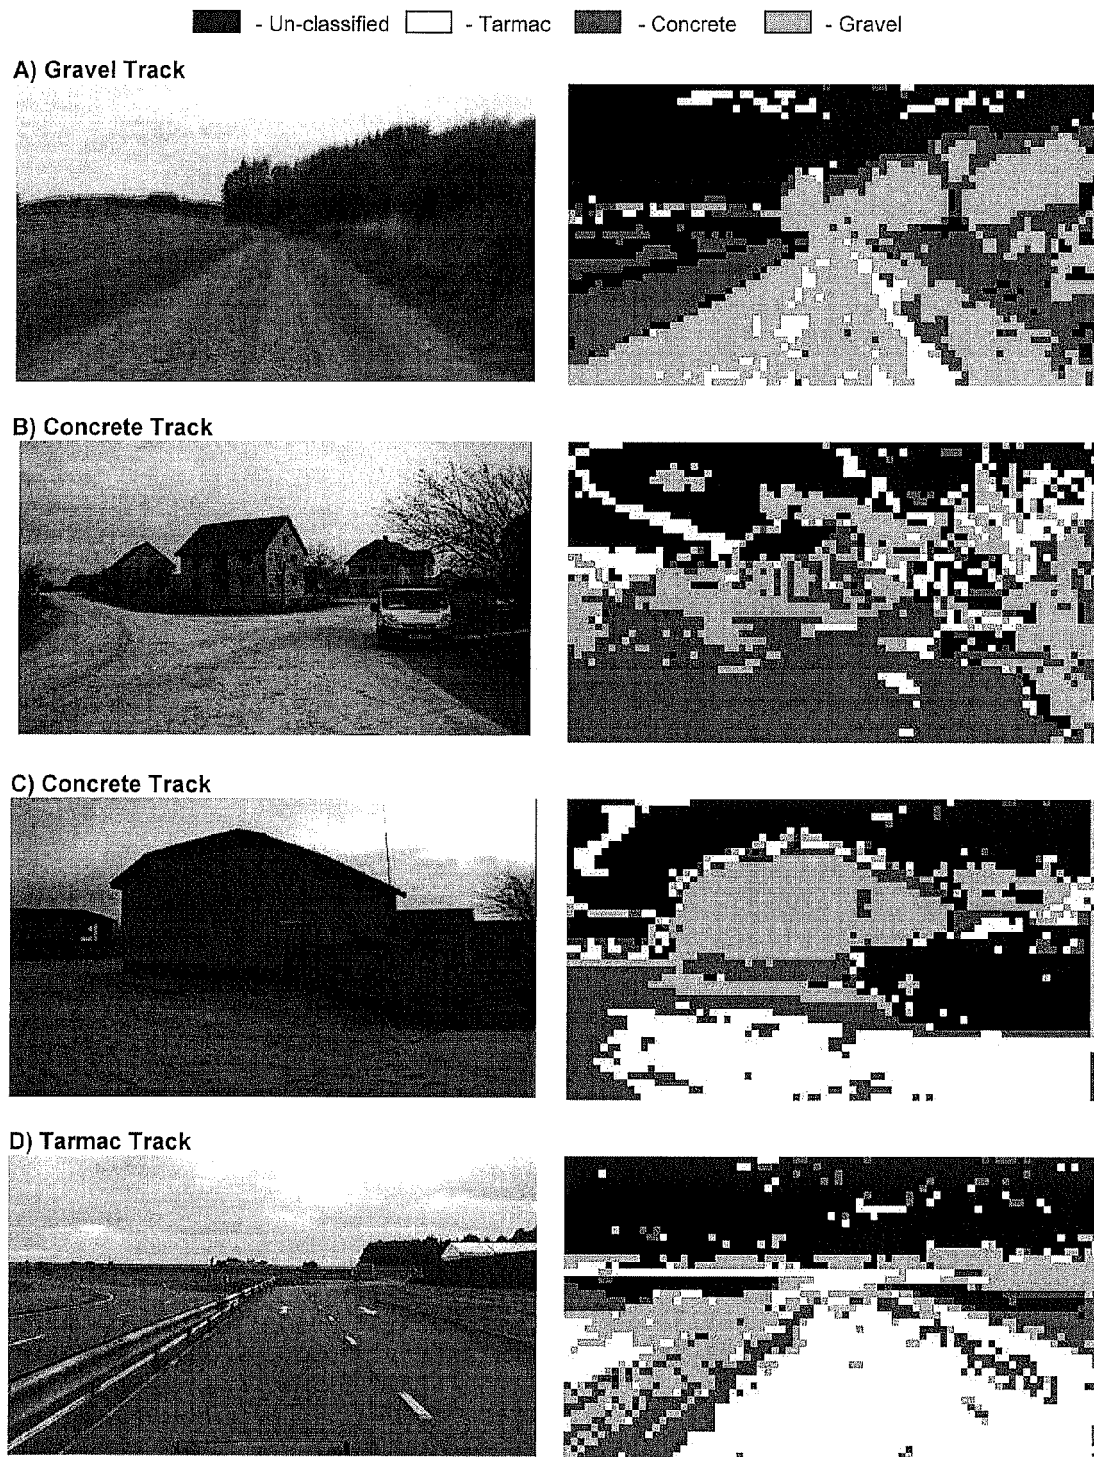 - Un-classified - Tarmac - Concrete - Gravel
A) Gravel Track
B) Concrete Track
C) Concrete Track
D) Tarmac Track